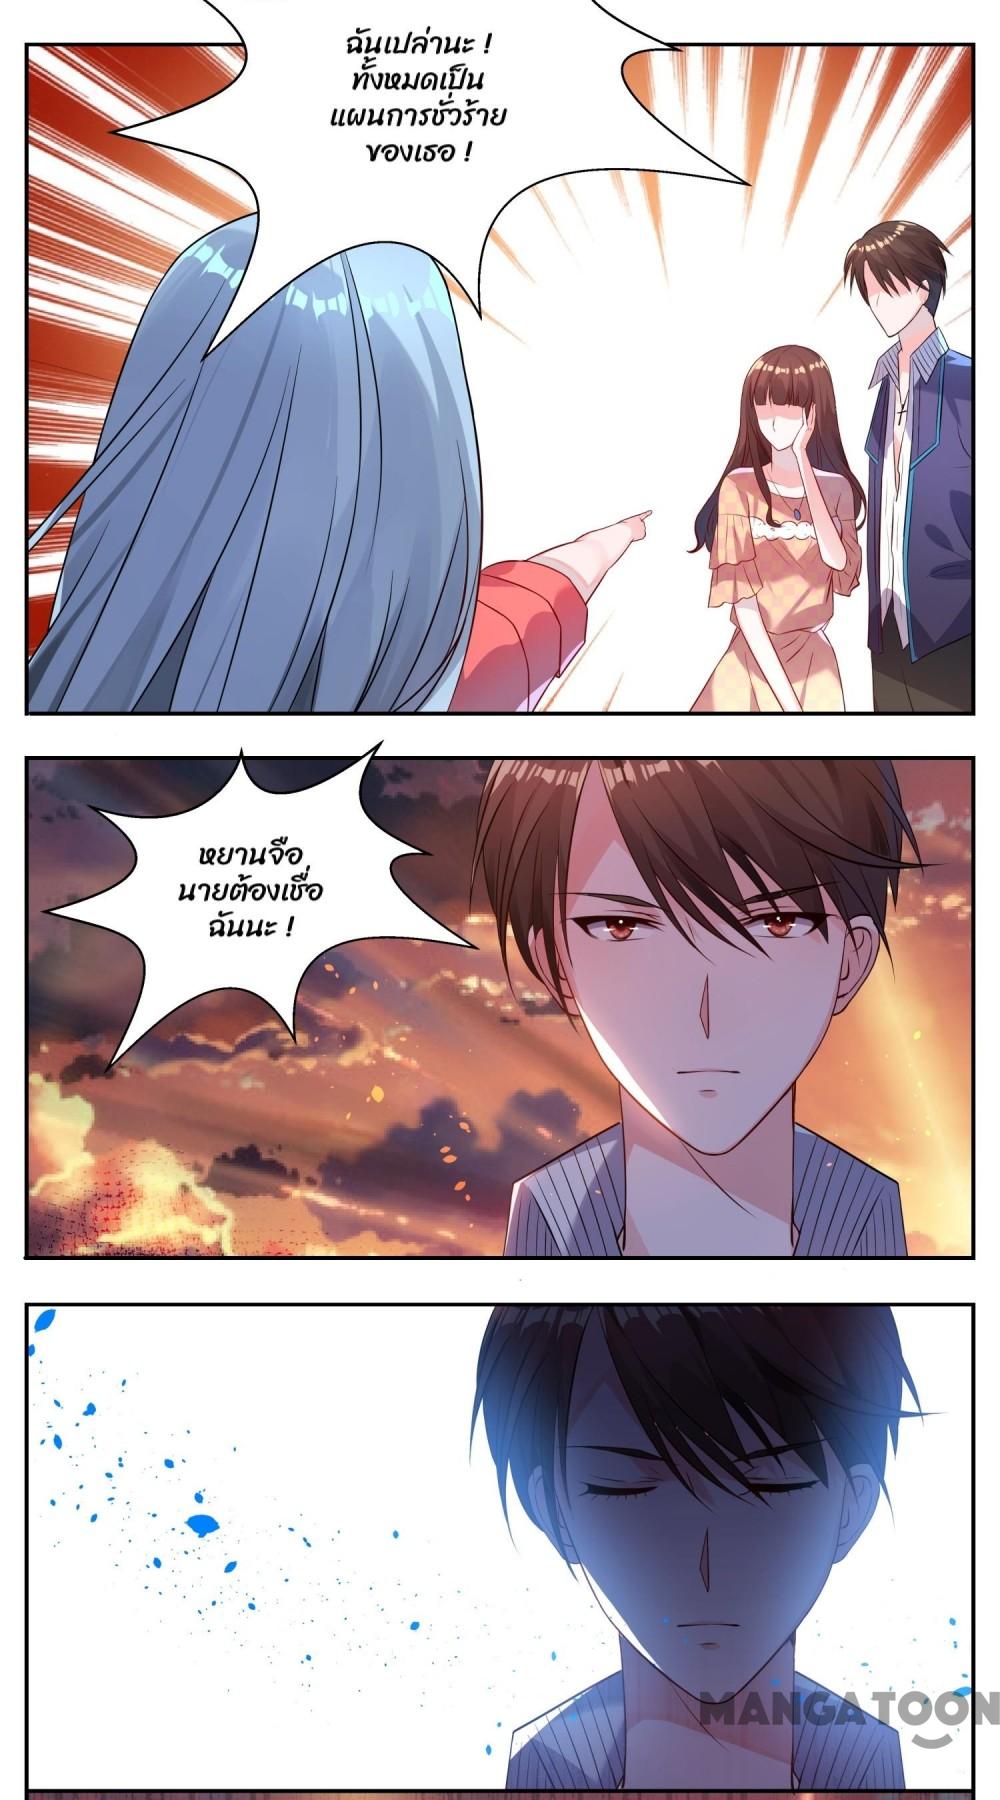 ฉันเปล่านะ !
ทั้งหมดเป็น
แผนการชั่วร้าย
ของเธอ !
หยานจือ
นายต้องเชื่อ
ฉันนะ !
MANGATOON